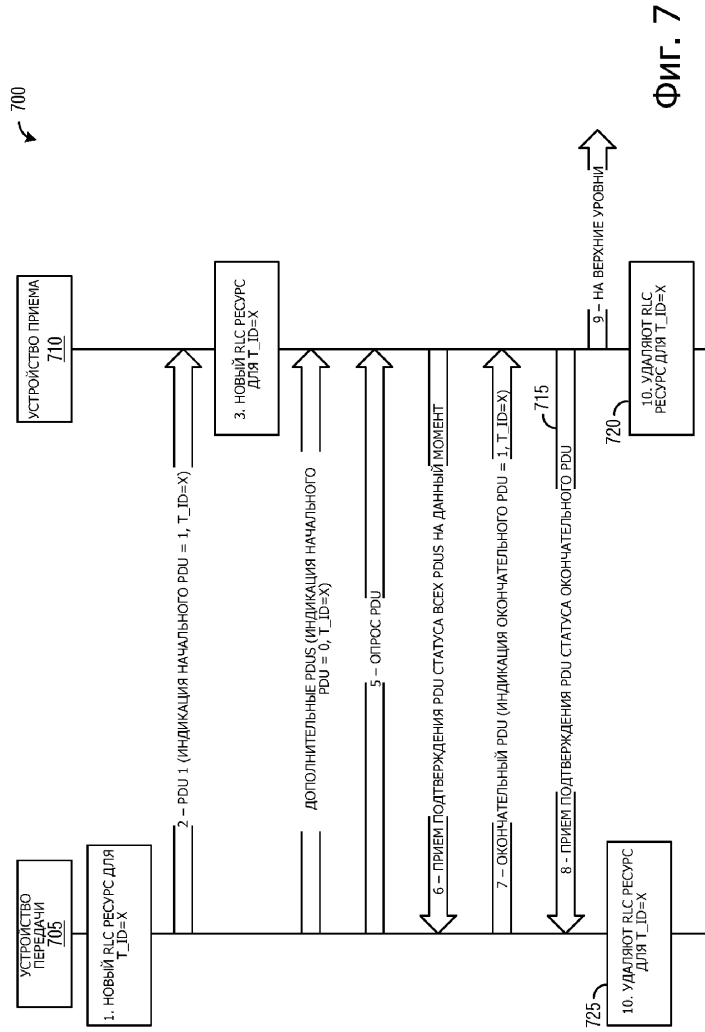 700
УСТРОЙСТВО
ПЕРЕДАЧИ
705
УСТРОЙСТВО ПРИЕМА
710
1. НОВЫЙ RLC РЕСУРС ДЛЯ
T_ID=X
2 – PDU 1 (ИНДИКАЦИЯ НАЧАЛЬНОГО PDU = 1, T_ID=X)
3. НОВЫЙ RLC РЕСУРС
ДЛЯ T_ID=X
ДОПОЛНИТЕЛЬНЫЕ PDUS (ИНДИКАЦИЯ НАЧАЛЬНОГО
PDU = 0, T_ID=X)
5 – ОПРОС PDU
6 – ПРИЕМ ПОДТВЕРЖДЕНИЯ PDU СТАТУСА ВСЕХ PDUS НА ДАННЫЙ МОМЕНТ
7 – ОКОНЧАТЕЛЬНЫЙ PDU (ИНДИКАЦИЯ ОКОНЧАТЕЛЬНОГО PDU = 1, T_ID=X)
715
8 - ПРИЕМ ПОДТВЕРЖДЕНИЯ PDU СТАТУСА ОКОНЧАТЕЛЬНОГО PDU
9 – НА ВЕРХНИЕ УРОВНИ
725
10. УДАЛЯЮТ RLC РЕСУРС
ДЛЯ T_ID=X
720
10. УДАЛЯЮТ RLC
РЕСУРС ДЛЯ T_ID=X
Фиг. 7